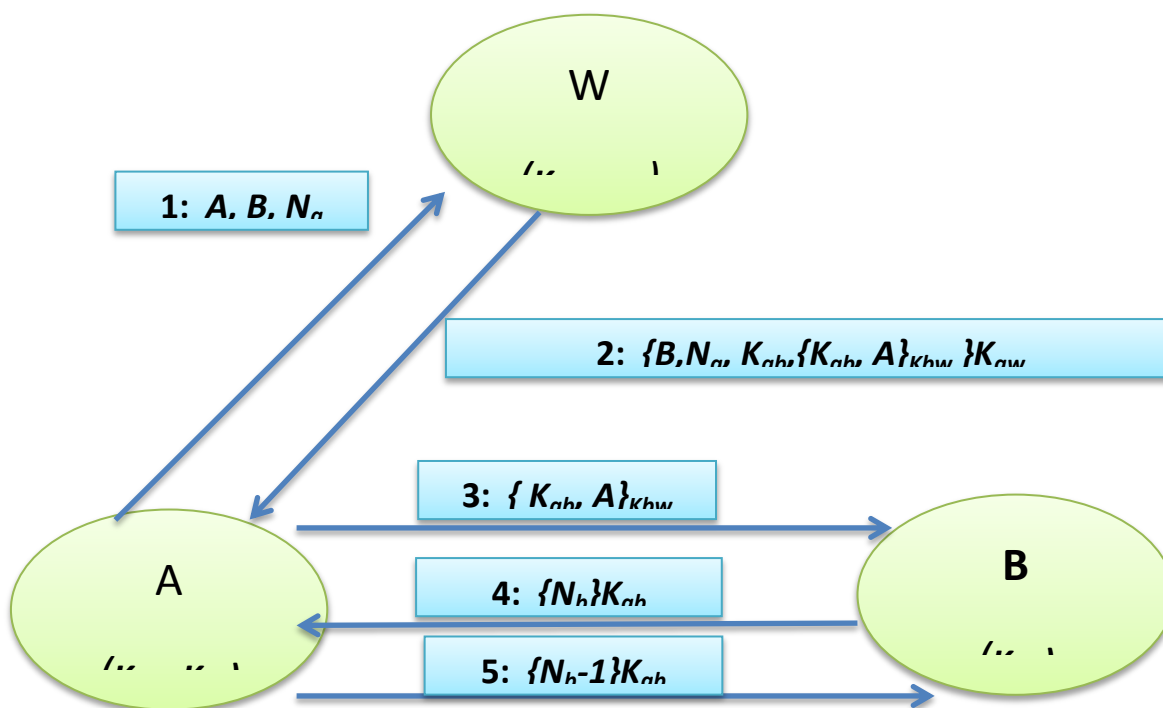 W
1: A, B, Nₐ
2: {B,Nₐ, Kₐb,{Kₐb, A}Kbw }Kₐw
3: { Kₐb, A}Kbw
A
B
4: {Nb}Kₐb
5: {Nb-1}Kₐb